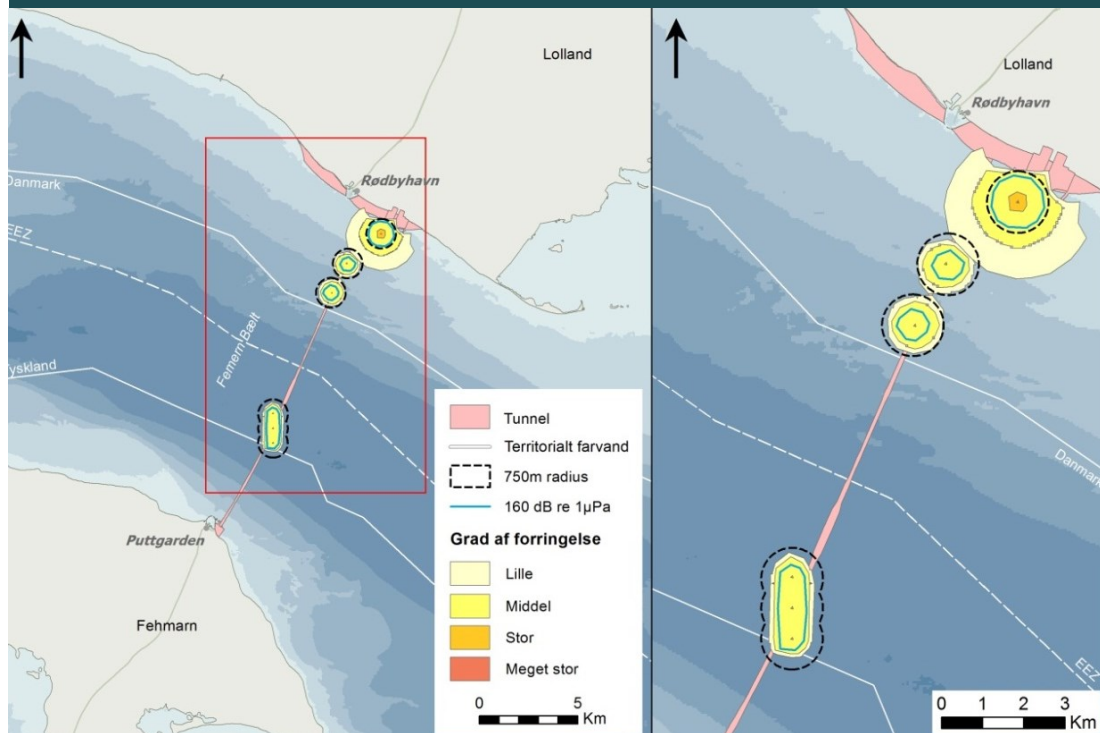 Lolland
Rødbyhavn
Danmark
EEZ
Femern Bælt
yskland
Puttgarden
Fehmarn
Tunnel
Territorialt farvand
750m radius
160 dB re 1µPa
Grad af forringelse
Lille
Middel
Stor
Meget stor
0 5
Km
Lolland
Rødbyhavn
Danmark
EEZ
0 1 2 3
Km